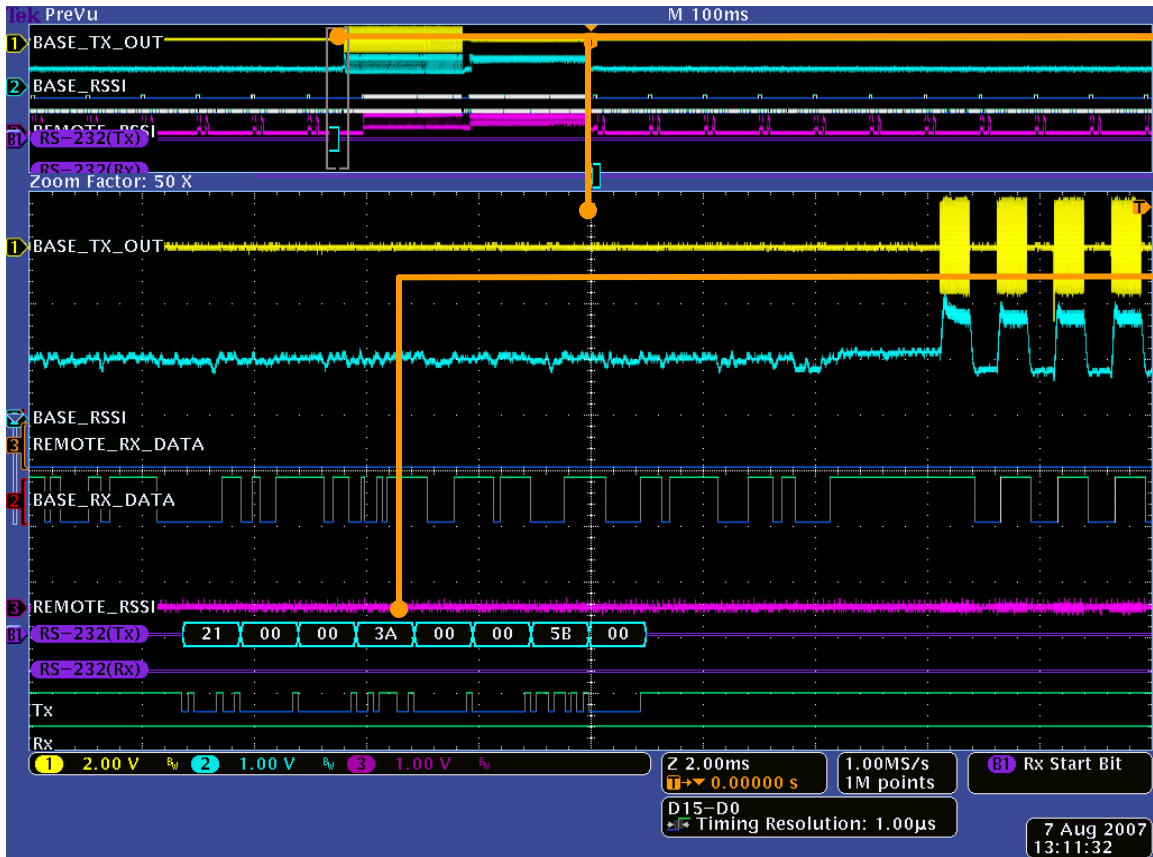 Tek PreVu M 100ms
1 BASE_TX_OUT
2 BASE_RSSI
REMOTE_RSSI
B1 RS-232(Tx)
RS-232(Rx)
Zoom Factor: 50 X
T
1 BASE_TX_OUT
BASE_RSSI
3 REMOTE_RX_DATA
2 BASE_RX_DATA
3 REMOTE_RSSI
B1 RS-232(Tx) 21 00 00 3A 00 00 5B 00
RS-232(Rx)
Tx
Rx
1 2.00 V BW 2 1.00 V BW 3 1.00 V BW
Z 2.00ms 1.00MS/s B1 Rx Start Bit
T→▼ 0.00000 s 1M points
D15-D0
Timing Resolution: 1.00µs
7 Aug 2007
13:11:32